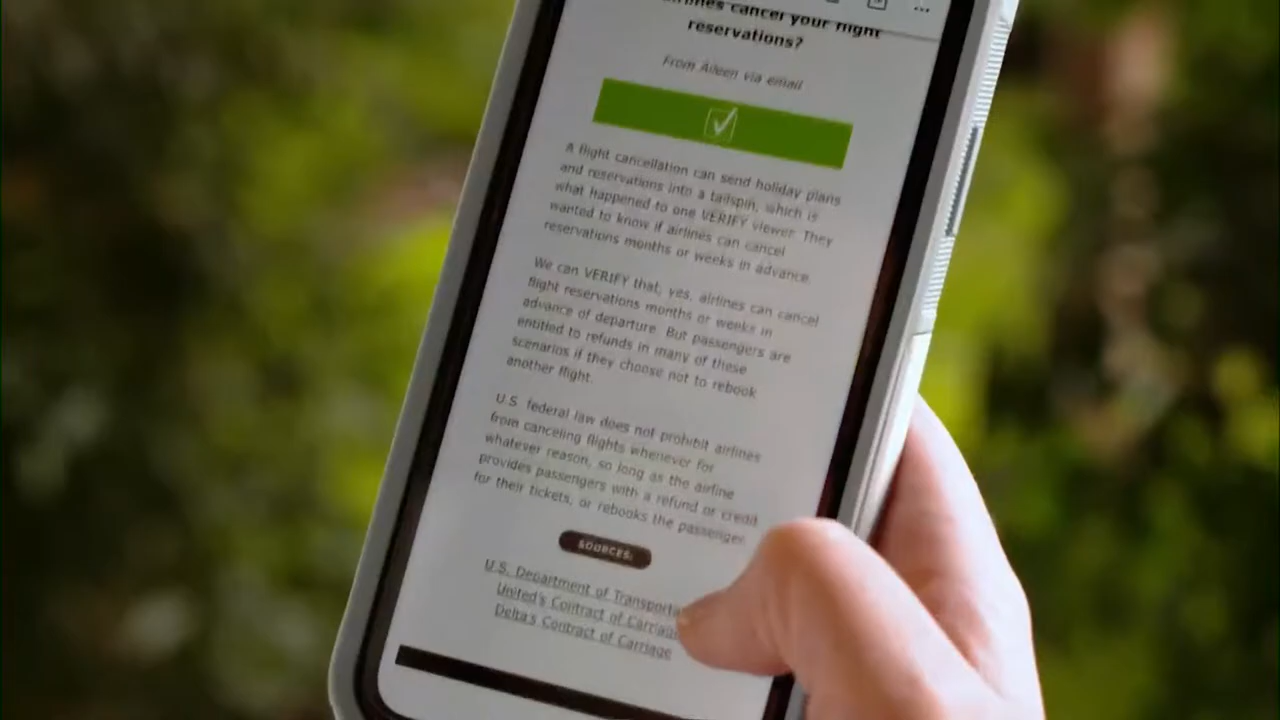 airlines cancel your flight
reservations?
From Aileen via email
A flight cancellation can send holiday plans
and reservations into a tailspin, which is
what happened to one VERIFY viewer. They
wanted to know if airlines can cancel
reservations months or weeks in advance.
We can VERIFY that, yes, airlines can cancel
flight reservations months or weeks in
advance of departure. But passengers are
entitled to refunds in many of these
scenarios if they choose not to rebook
another flight.
U.S. federal law does not prohibit airlines
from canceling flights whenever for
whatever reason, so long as the airline
provides passengers with a refund or credit
for their tickets, or rebooks the passenger.
SOURCES:
U.S. Department of Transporta
United's Contract of Carriage
Delta's Contract of Carriage